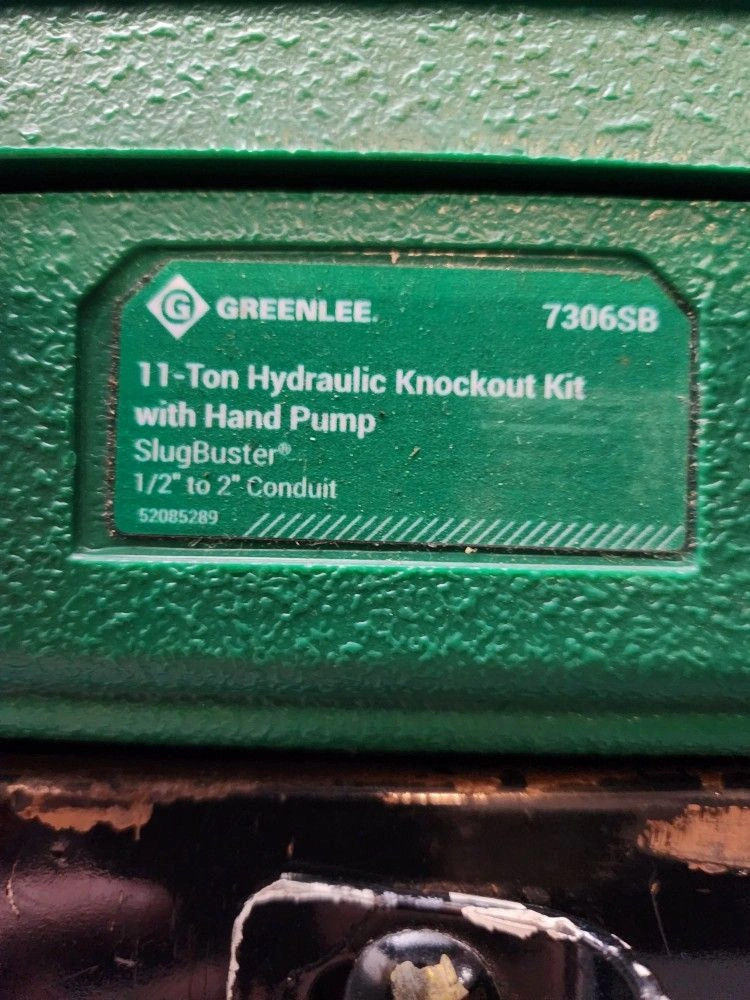 G GREENLEE. 7306SB
11-Ton Hydraulic Knockout Kit
with Hand Pump
SlugBuster®
1/2" to 2" Conduit
52085289